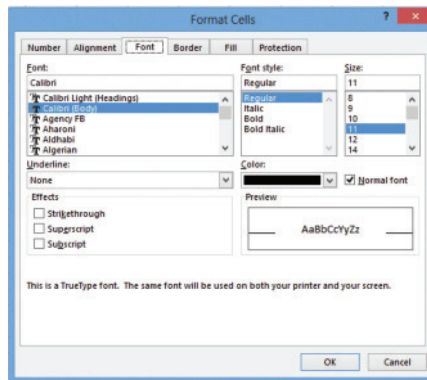 Format Cells
? ×
Number Alignment Font Border Fill Protection
Font: Font style: Size:
Calibri Regular 11
Calibri Light (Headings) Regular 8
Calibri (Body) Italic 9
Agency FB Bold 10
Aharoni Bold Italic 11
Aldhabi 12
Algerian 14
Underline: Color:
None Normal font
Effects Preview
Strikethrough
Superscript AaBbCcYyZz
Subscript
This is a TrueType font. The same font will be used on both your printer and your screen.
OK Cancel